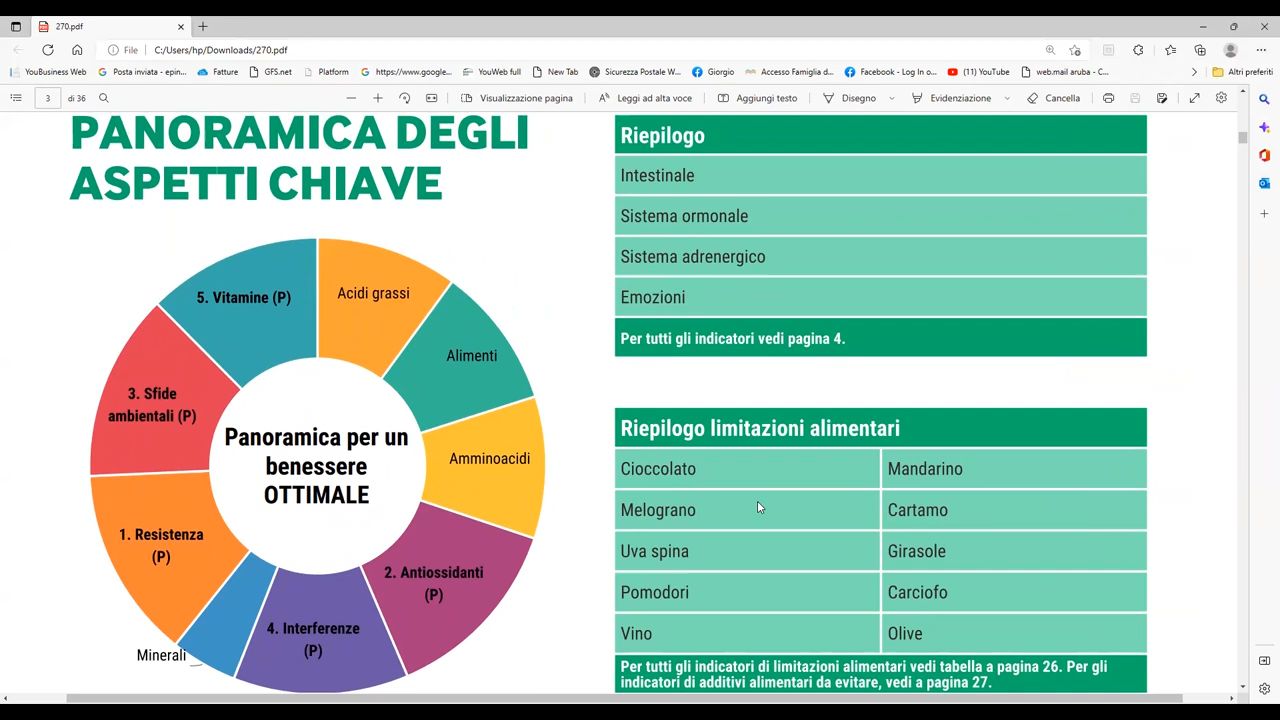 270.pdf
File
C:/Users/hp/Downloads/270.pdf
YouBusiness Web
Posta inviata - epin...
Fatture
GFS.net
Platform
https://www.google...
YouWeb full
New Tab
Sicurezza Postale W...
Giorgio
Accesso Famiglia d...
Facebook - Log In o...
(11) YouTube
web.mail aruba - C...
Altri preferiti
3
di 36
Visualizzazione pagina
Leggi ad alta voce
Aggiungi testo
Disegno
Evidenziazione
Cancella
PANORAMICA DEGLI
ASPETTI CHIAVE
5. Vitamine (P)
Acidi grassi
Alimenti
3. Sfide
ambientali (P)
Panoramica per un
benessere
OTTIMALE
Amminoacidi
1. Resistenza
(P)
2. Antiossidanti
(P)
4. Interferenze
(P)
Minerali
Riepilogo
Intestinale
Sistema ormonale
Sistema adrenergico
Emozioni
Per tutti gli indicatori vedi pagina 4.
Riepilogo limitazioni alimentari
Cioccolato
Mandarino
Melograno
Cartamo
Uva spina
Girasole
Pomodori
Carciofo
Vino
Olive
Per tutti gli indicatori di limitazioni alimentari vedi tabella a pagina 26. Per gli
indicatori di additivi alimentari da evitare, vedi a pagina 27.